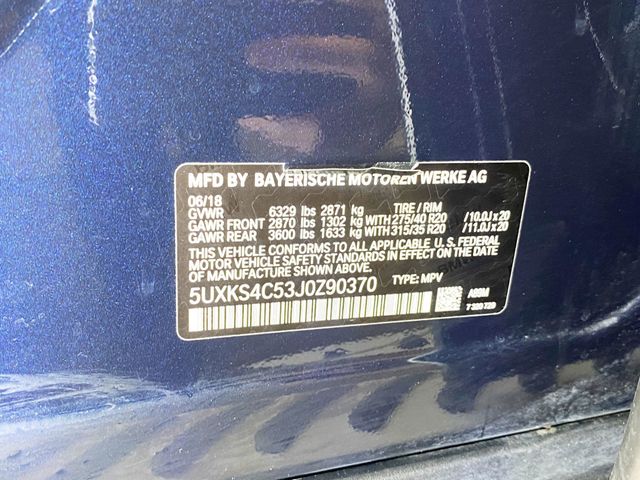 MFD BY BAYERISCHE MOTOREN WERKE AG
06/18
GVWR 6329 lbs 2871 kg TIRE / RIM
GAWR FRONT 2870 lbs 1302 kg WITH 275/40 R20 /10.0J x 20
GAWR REAR 3600 lbs 1633 kg WITH 315/35 R20 /11.0J x 20
THIS VEHICLE CONFORMS TO ALL APPLICABLE U. S. FEDERAL
MOTOR VEHICLE SAFETY STANDARDS IN EFFECT ON THE DATE
OF MANUFACTURE SHOWN ABOVE.
5UXKS4C53J0Z90370 TYPE: MPV